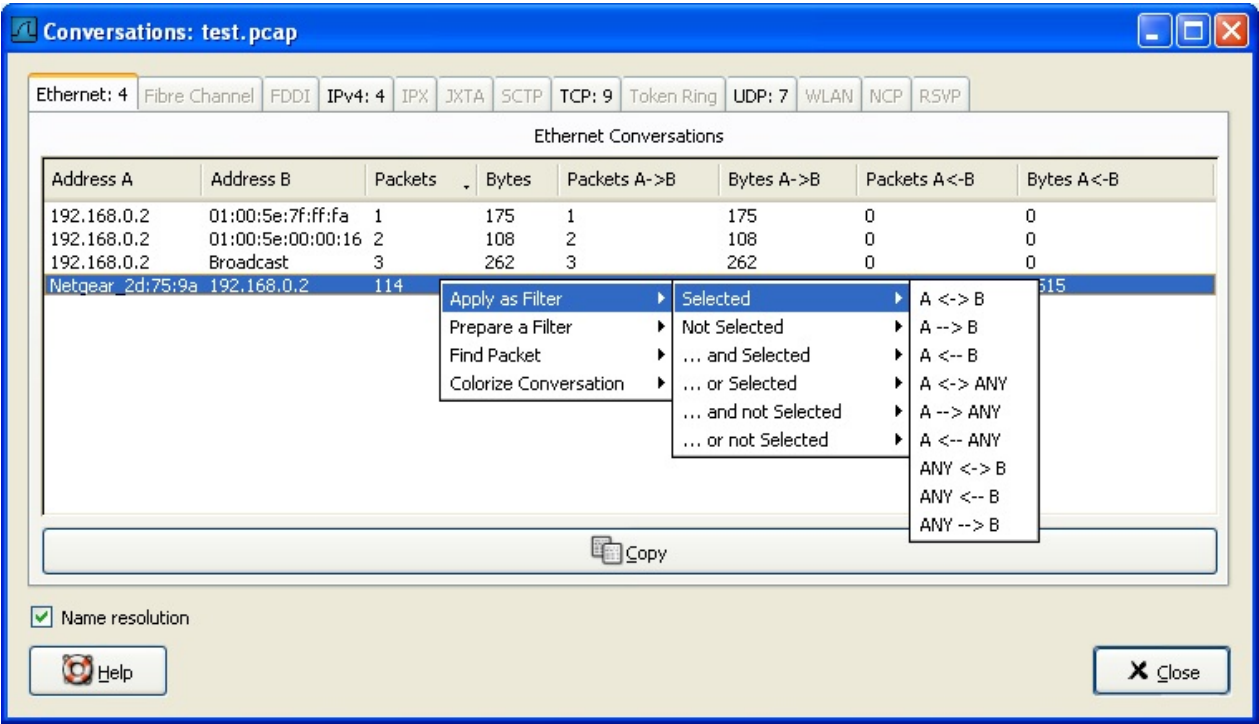 Conversations: test.pcap
Ethernet: 4 Fibre Channel FDDI IPv4: 4 IPX JXTA SCTP TCP: 9 Token Ring UDP: 7 WLAN NCP RSVP
Ethernet Conversations
Address A Address B Packets Bytes Packets A->B Bytes A->B Packets A<-B Bytes A<-B
192.168.0.2 01:00:5e:7f:ff:fa 1 175 1 175 0 0
192.168.0.2 01:00:5e:00:00:16 2 108 2 108 0 0
192.168.0.2 Broadcast 3 262 3 262 0 0
Netgear_2d:75:9a 192.168.0.2 114
Apply as Filter
Prepare a Filter
Find Packet
Colorize Conversation
Selected
Not Selected
... and Selected
... or Selected
... and not Selected
... or not Selected
A <-> B
A --> B
A <-- B
A <-> ANY
A --> ANY
A <-- ANY
ANY <-> B
ANY <-- B
ANY --> B
Copy
Name resolution
Help
Close